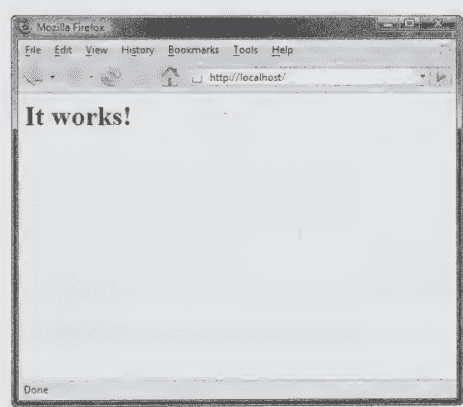 Mozilla Firefox
File Edit View History Bookmarks Tools Help
http://localhost/
It works!
Done